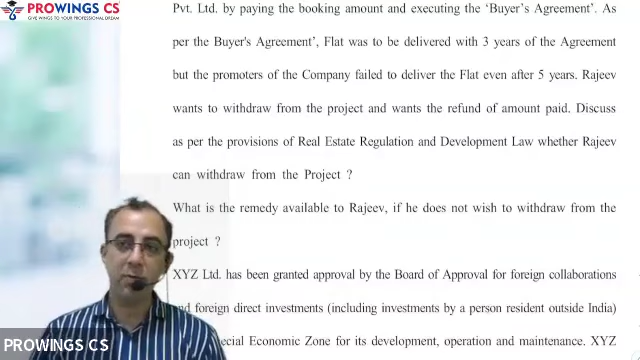 PROWINGS CS
GIVE WINGS TO YOUR PROFESSIONAL DREAM
Pvt. Ltd. by paying the booking amount and executing the ‘Buyer’s Agreement’. As
per the Buyer's Agreement’, Flat was to be delivered with 3 years of the Agreement
but the promoters of the Company failed to deliver the Flat even after 5 years. Rajeev
wants to withdraw from the project and wants the refund of amount paid. Discuss
as per the provisions of Real Estate Regulation and Development Law whether Rajeev
can withdraw from the Project ?
What is the remedy available to Rajeev, if he does not wish to withdraw from the
project ?
XYZ Ltd. has been granted approval by the Board of Approval for foreign collaborations
and foreign direct investments (including investments by a person resident outside India)
Economic Zone for its development, operation and maintenance. XYZ
PROWINGS CS